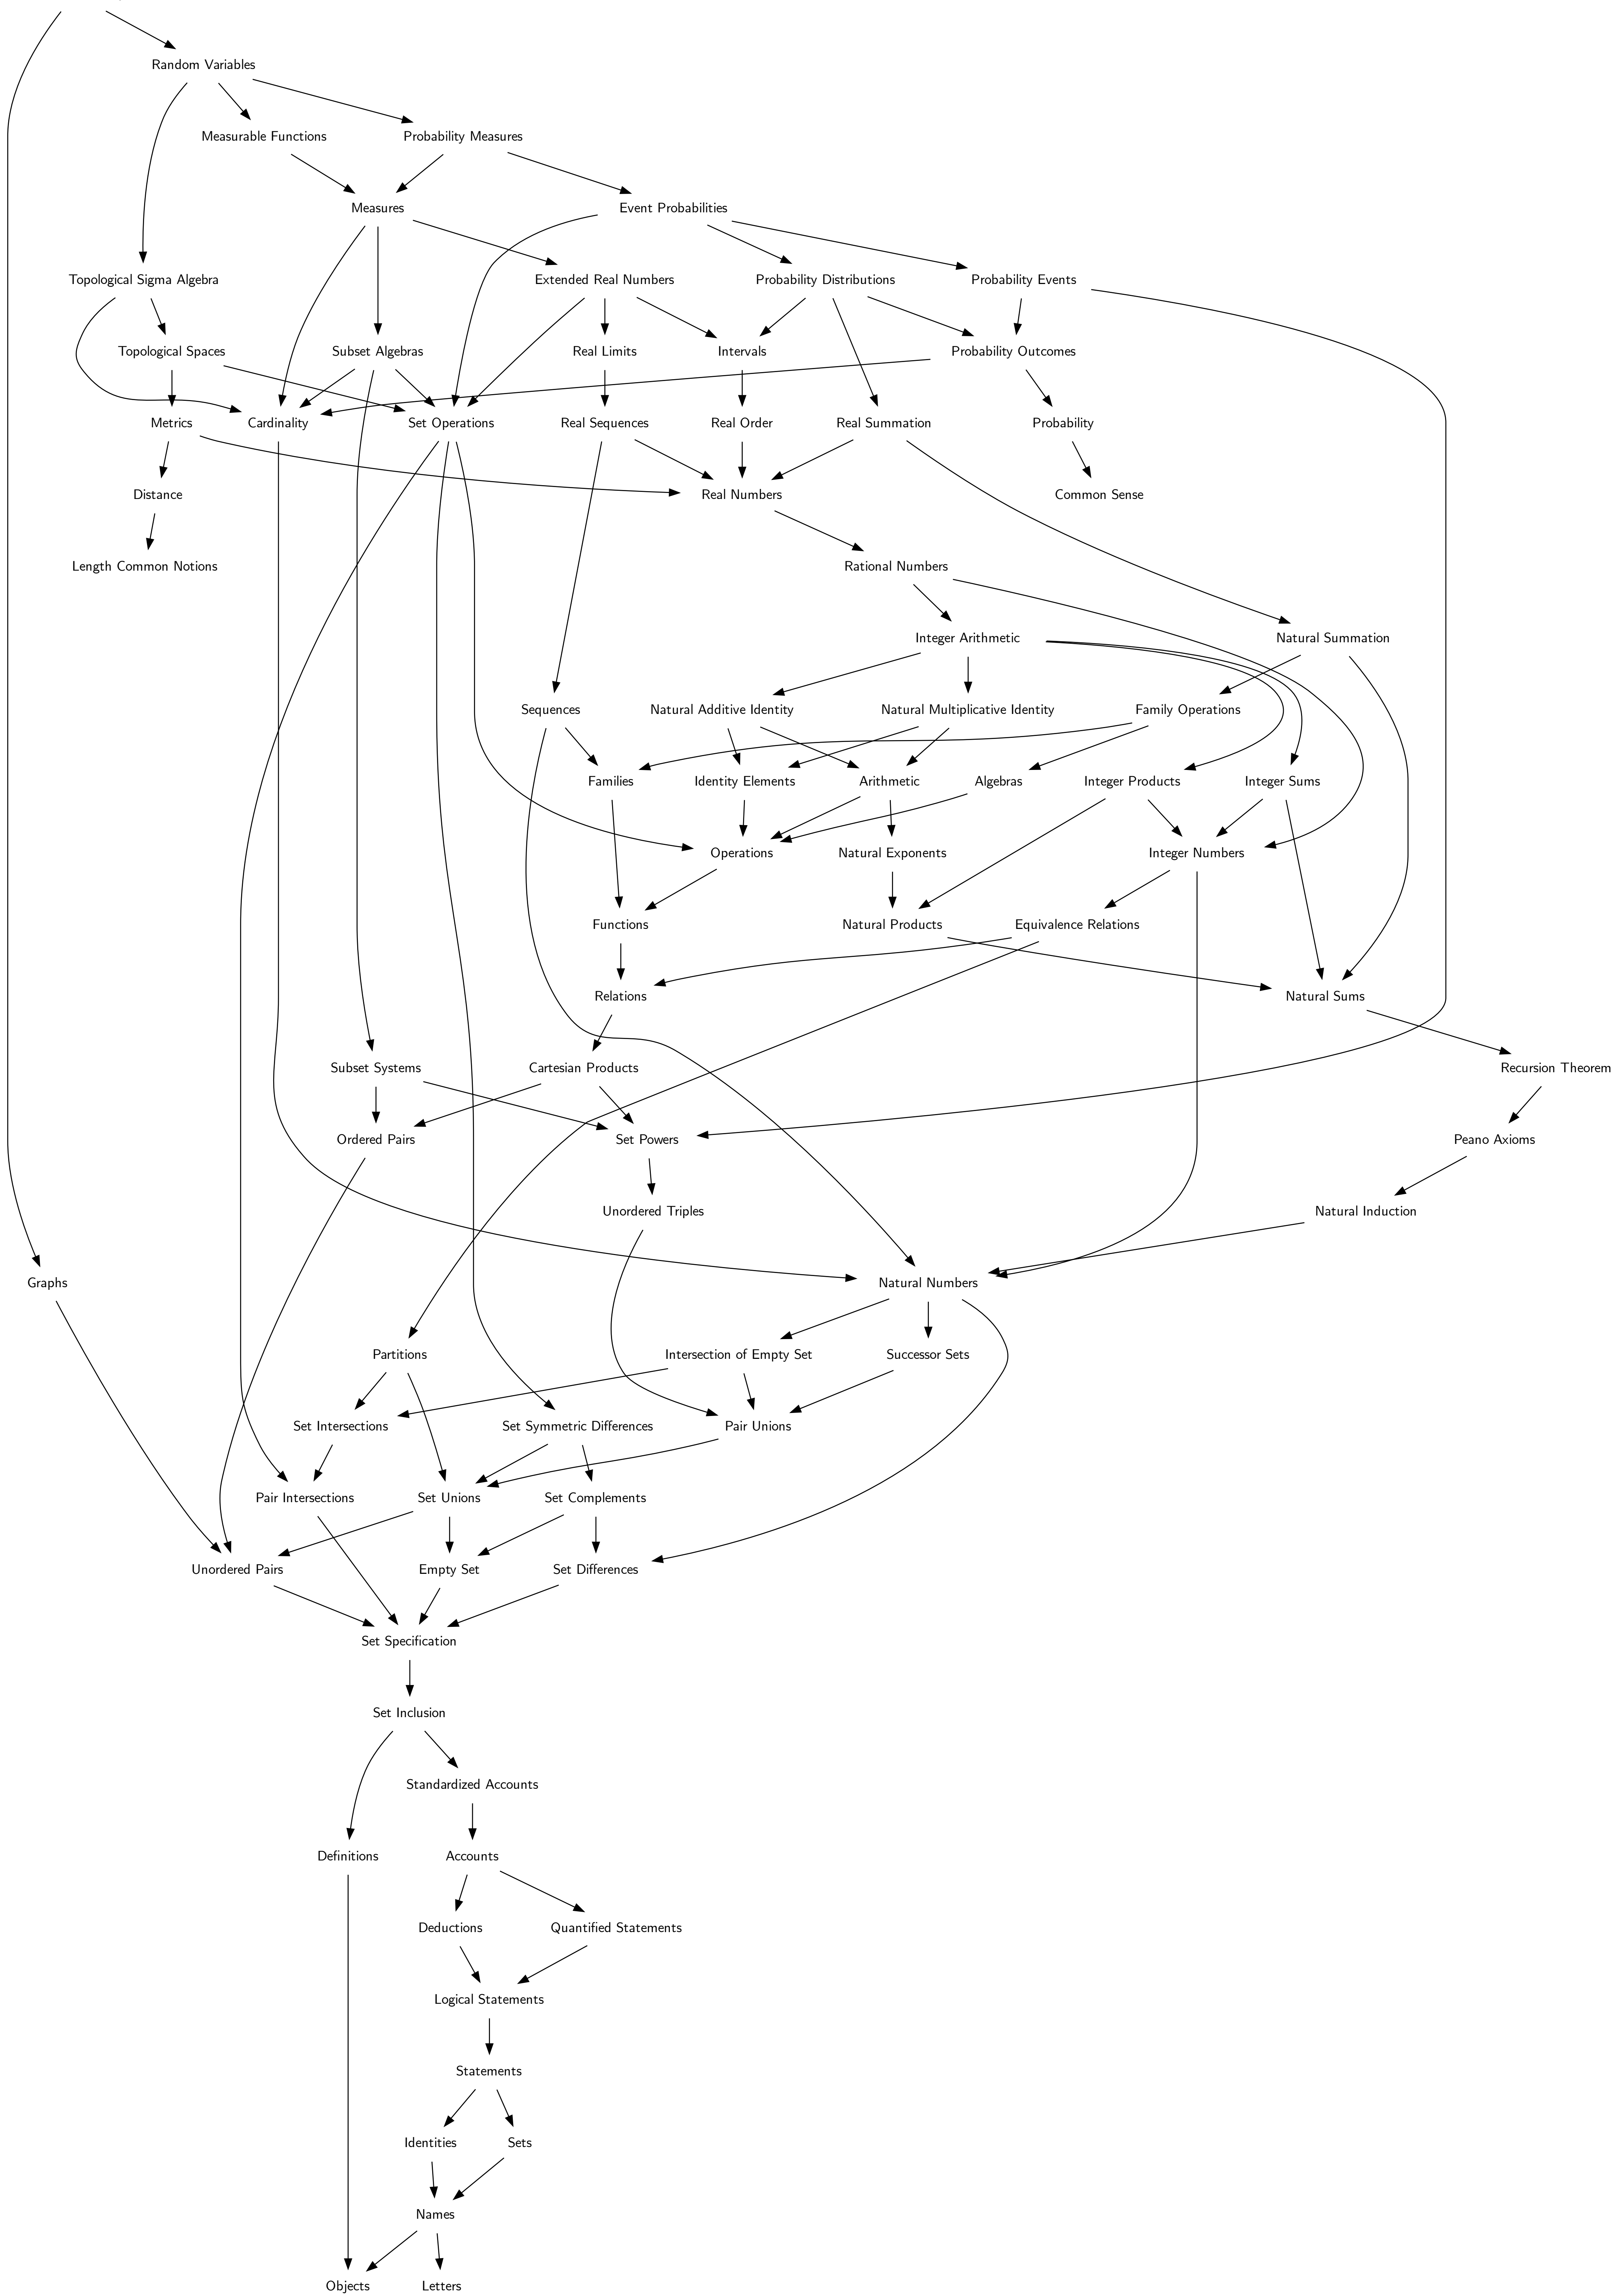 Random Variables
Measurable Functions
Probability Measures
Measures
Event Probabilities
Topological Sigma Algebra
Extended Real Numbers
Probability Distributions
Probability Events
Topological Spaces
Subset Algebras
Real Limits
Intervals
Probability Outcomes
Metrics
Cardinality
Set Operations
Real Sequences
Real Order
Real Summation
Probability
Distance
Real Numbers
Common Sense
Length Common Notions
Rational Numbers
Integer Arithmetic
Natural Summation
Sequences
Natural Additive Identity
Natural Multiplicative Identity
Family Operations
Families
Identity Elements
Arithmetic
Algebras
Integer Products
Integer Sums
Operations
Natural Exponents
Integer Numbers
Functions
Natural Products
Equivalence Relations
Relations
Natural Sums
Subset Systems
Cartesian Products
Recursion Theorem
Ordered Pairs
Set Powers
Peano Axioms
Unordered Triples
Natural Induction
Graphs
Natural Numbers
Partitions
Intersection of Empty Set
Successor Sets
Set Intersections
Set Symmetric Differences
Pair Unions
Pair Intersections
Set Unions
Set Complements
Unordered Pairs
Empty Set
Set Differences
Set Specification
Set Inclusion
Standardized Accounts
Definitions
Accounts
Deductions
Quantified Statements
Logical Statements
Statements
Identities
Sets
Names
Objects
Letters